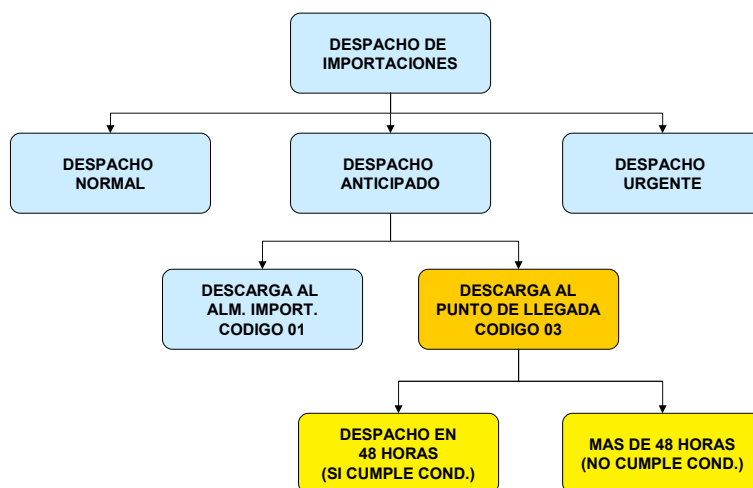 DESPACHO DE
IMPORTACIONES
DESPACHO
NORMAL
DESPACHO
ANTICIPADO
DESPACHO
URGENTE
DESCARGA AL
ALM. IMPORT.
CODIGO 01
DESCARGA AL
PUNTO DE LLEGADA
CODIGO 03
DESPACHO EN
48 HORAS
(SI CUMPLE COND.)
MAS DE 48 HORAS
(NO CUMPLE COND.)